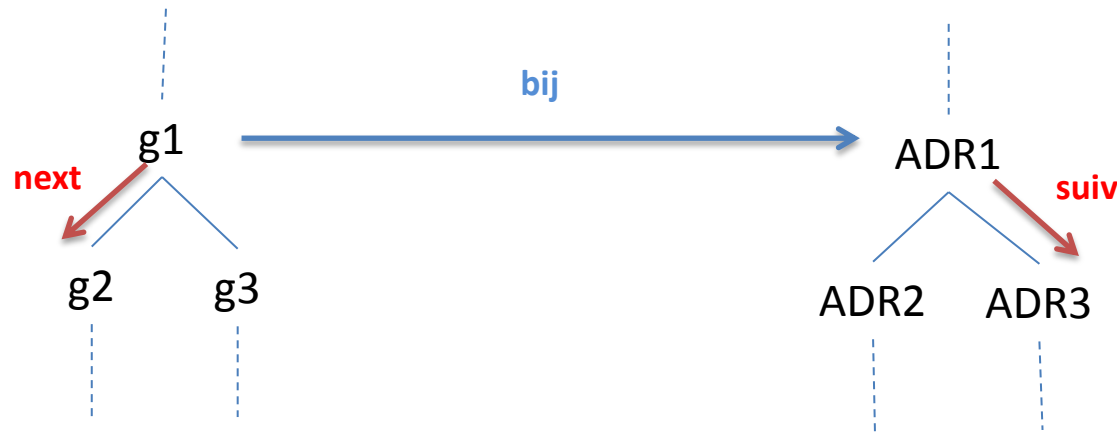 bij
g1
ADR1
next
suiv
g2
g3
ADR2
ADR3